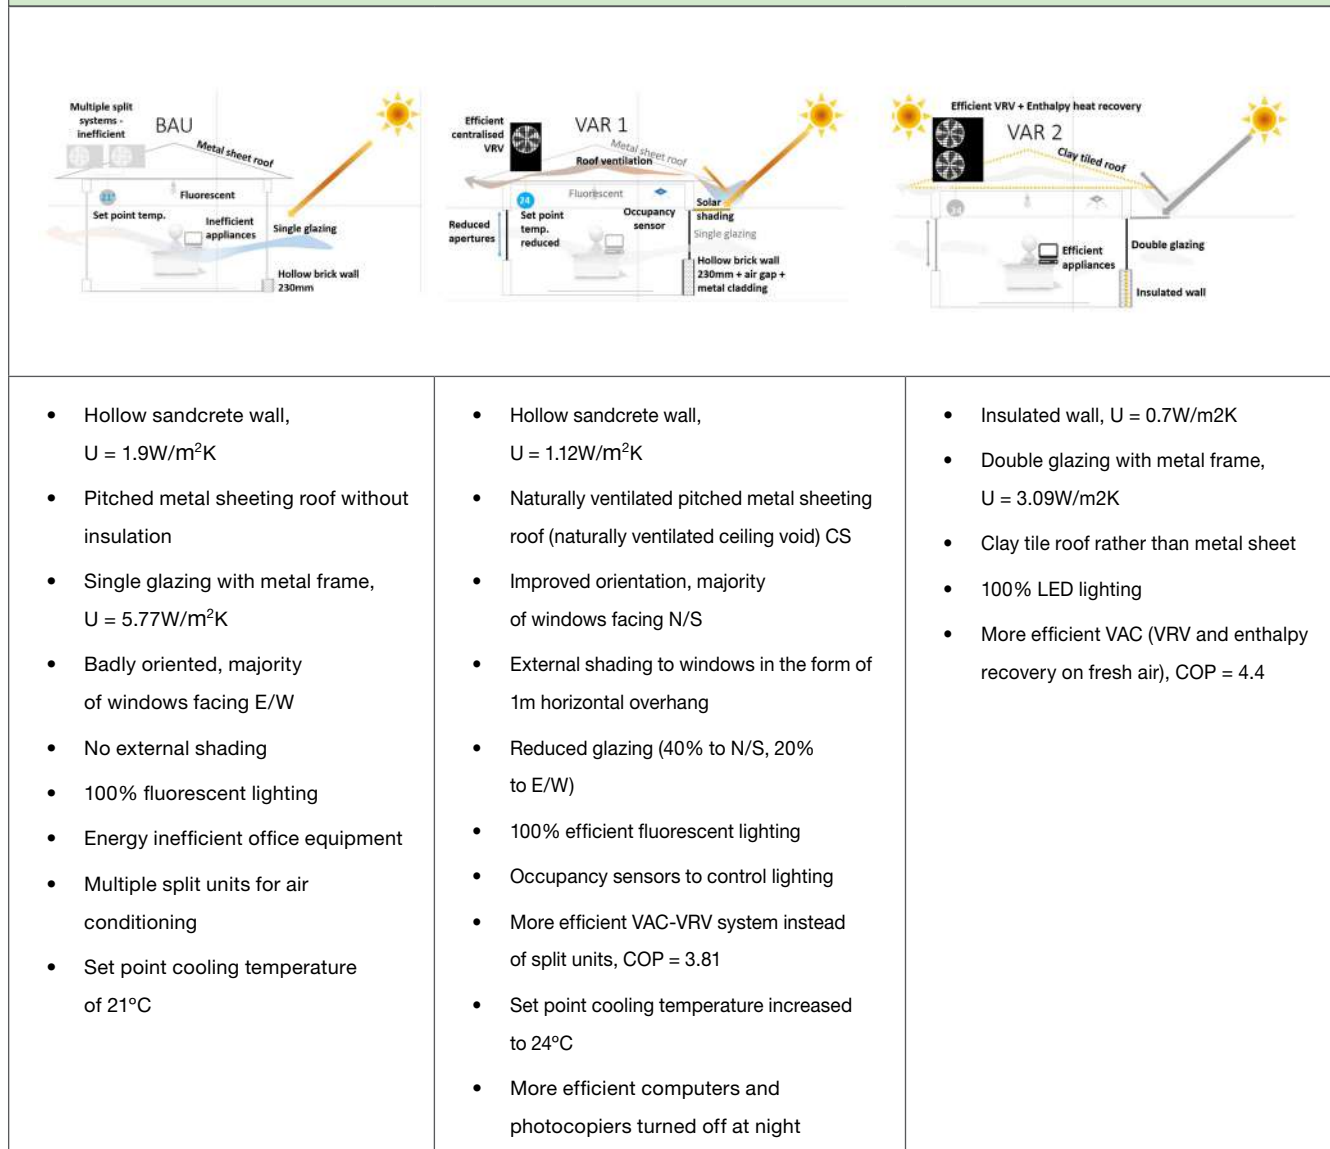 Multiple split
systems -
inefficient
BAU
Metal sheet roof
21°
Fluorescent
Set point temp.
Inefficient
appliances
Single glazing
Hollow brick wall
230mm
Efficient
centralised
VRV
VAR 1
Metal sheet roof
Roof ventilation
24
Fluorescent
Set point
temp.
reduced
Occupancy
sensor
Solar
shading
Reduced
apertures
Single glazing
Hollow brick wall
230mm + air gap +
metal cladding
Efficient VRV + Enthalpy heat recovery
VAR 2
Clay tiled roof
24
Efficient
appliances
Double glazing
Insulated wall
• Hollow sandcrete wall,
U = 1.9W/m²K
• Pitched metal sheeting roof without
insulation
• Single glazing with metal frame,
U = 5.77W/m²K
• Badly oriented, majority
of windows facing E/W
• No external shading
• 100% fluorescent lighting
• Energy inefficient office equipment
• Multiple split units for air
conditioning
• Set point cooling temperature
of 21ºC
• Hollow sandcrete wall,
U = 1.12W/m²K
• Naturally ventilated pitched metal sheeting
roof (naturally ventilated ceiling void) CS
• Improved orientation, majority
of windows facing N/S
• External shading to windows in the form of
1m horizontal overhang
• Reduced glazing (40% to N/S, 20%
to E/W)
• 100% efficient fluorescent lighting
• Occupancy sensors to control lighting
• More efficient VAC-VRV system instead
of split units, COP = 3.81
• Set point cooling temperature increased
to 24ºC
• More efficient computers and
photocopiers turned off at night
• Insulated wall, U = 0.7W/m2K
• Double glazing with metal frame,
U = 3.09W/m2K
• Clay tile roof rather than metal sheet
• 100% LED lighting
• More efficient VAC (VRV and enthalpy
recovery on fresh air), COP = 4.4